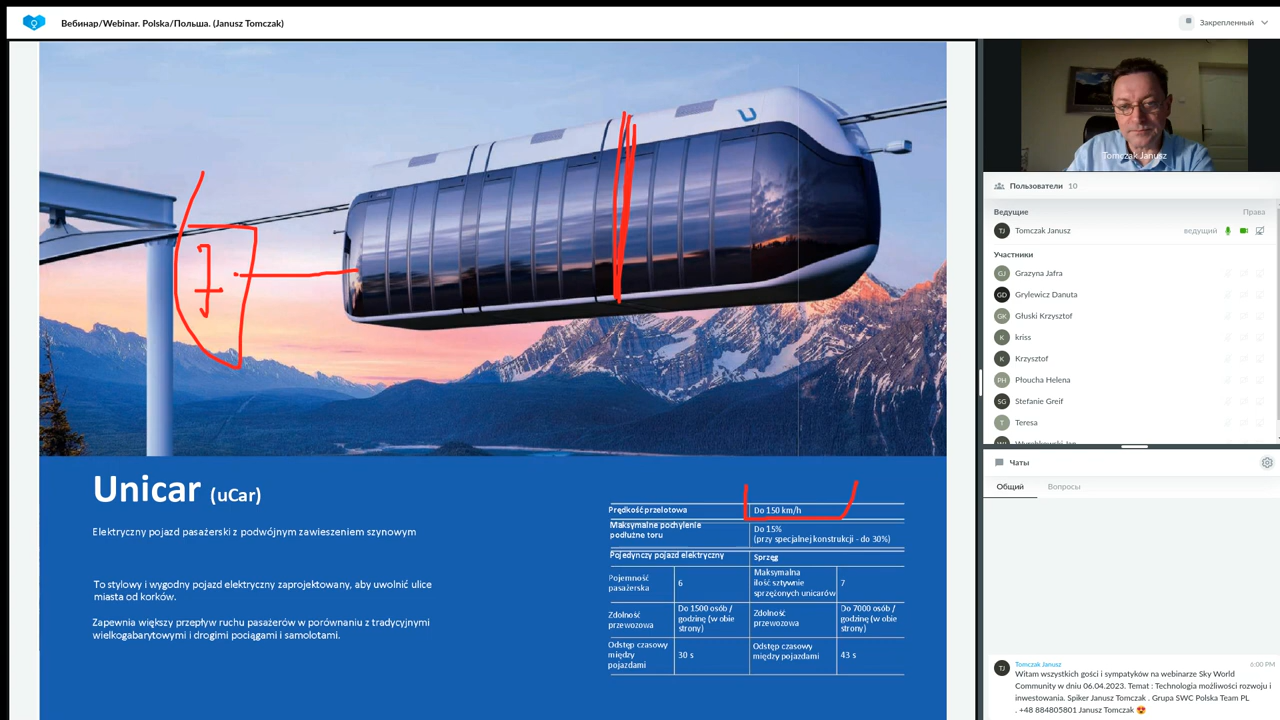 Вебинар/Webinar. Polska/Польша. (Janusz Tomczak)
Закрепленный
Tomczak Janusz
Пользователи 10
Ведущие Права
TJ Tomczak Janusz ведущий
Участники
GJ Grazyna Jafra
GD Grylewicz Danuta
GK Głuski Krzysztof
K kriss
K Krzysztof
PH Płoucha Helena
SG Stefanie Greif
T Teresa
Чаты
Общий Вопросы
TJ Tomczak Janusz 6:00 PM
Witam wszystkich gości i sympatyków na webinarze Sky World
Community w dniu 06.04.2023. Temat : Technologia możliwości rozwoju i
inwestowania. Spiker Janusz Tomczak . Grupa SWC Polska Team PL
. +48 884805801 Janusz Tomczak 😍
Unicar (uCar)
Elektryczny pojazd pasażerski z podwójnym zawieszeniem szynowym
To stylowy i wygodny pojazd elektryczny zaprojektowany, aby uwolnić ulice
miasta od korków.
Zapewnia większy przepływ ruchu pasażerów w porównaniu z tradycyjnymi
wielkogabarytowymi i drogimi pociągami i samolotami.
Prędkość przelotowa Do 150 km/h
Maksymalne pochylenie
podłużne toru
Do 15%
(przy specjalnej konstrukcji - do 30%)
Pojedynczy pojazd elektryczny Sprzęg
Pojemność
pasażerska
6
Maksymalna
ilość sztywnie
sprzężonych unicarów
7
Zdolność
przewozowa
Do 1500 osób /
godzinę (w obie
strony)
Zdolność
przewozowa
Do 7000 osób /
godzinę (w obie
strony)
Odstęp czasowy
między
pojazdami
30 s
Odstęp czasowy
między pojazdami
43 s